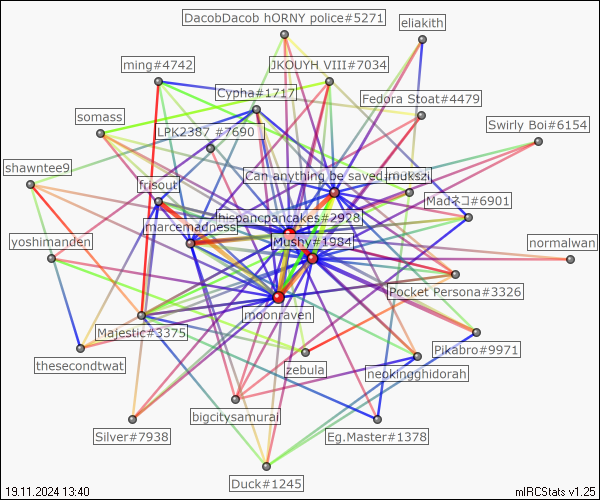 DacobDacob hORNY police#5271
eliakith
ming#4742
JKOUYH VIII#7034
Cypha#1717
Fedora Stoat#4479
somass
LPK2387 #7690
Swirly Boi#6154
shawntee9
Can anything be saved
mukszi
frisout
Madネコ#6901
hispancpancakes#2928
marcemadness
yoshimanden
Mushy#1984
normalwan
Pocket Persona#3326
moonraven
Majestic#3375
Pikabro#9971
thesecondtwat
zebula
neokingghidorah
bigcitysamurai
Silver#7938
Eg.Master#1378
Duck#1245
19.11.2024 13:40
mIRCStats v1.25